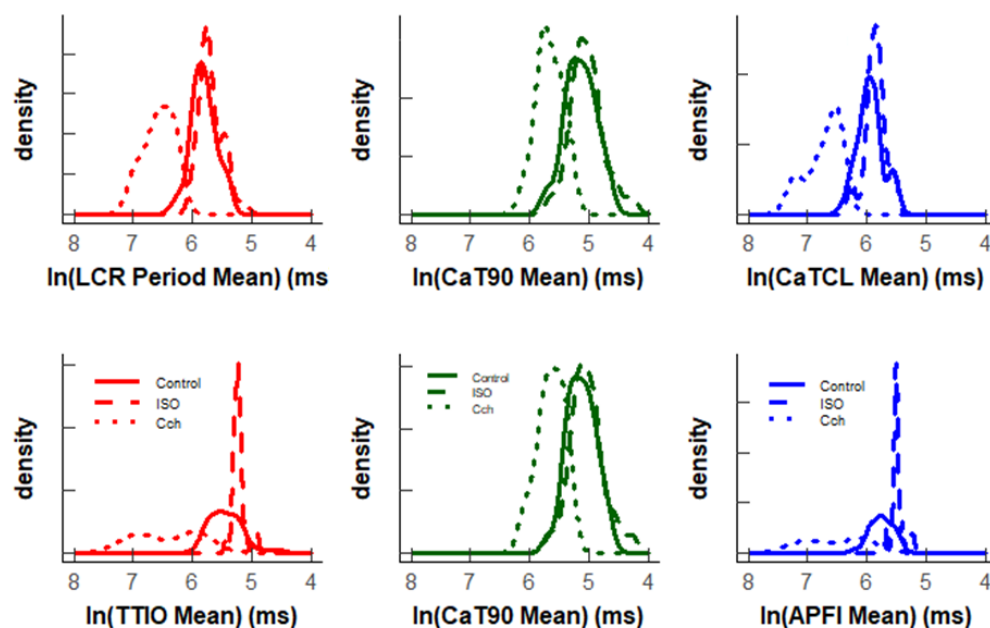 density
density
density
8 7 6 5 4
8 7 6 5 4
8 7 6 5 4
ln(LCR Period Mean) (ms
ln(CaT90 Mean) (ms)
ln(CaTCL Mean) (ms)
density
Control
ISO
Cch
density
Control
ISO
Cch
density
Control
ISO
Cch
8 7 6 5 4
8 7 6 5 4
8 7 6 5 4
ln(TTIO Mean) (ms)
ln(CaT90 Mean) (ms)
ln(APFI Mean) (ms)